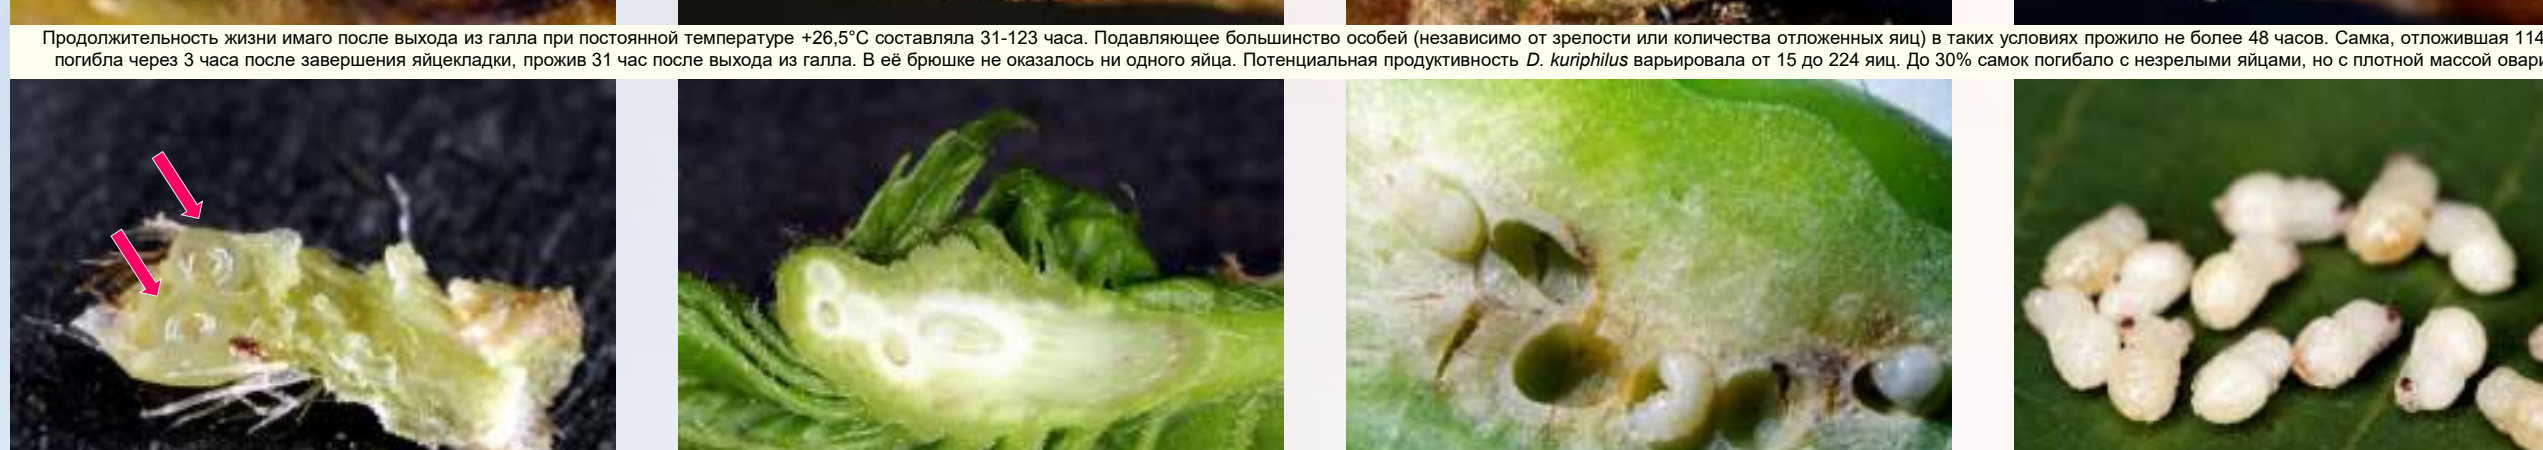 Продолжительность жизни имаго после выхода из галла при постоянной температуре +26,5°C составляла 31-123 часа. Подавляющее большинство особей (независимо от зрелости или количества отложенных яиц) в таких условиях прожило не более 48 часов. Самка, отложившая 114
погибла через 3 часа после завершения яйцекладки, прожив 31 час после выхода из галла. В её брюшке не оказалось ни одного яйца. Потенциальная продуктивность D. kuriphilus варьировала от 15 до 224 яиц. До 30% самок погибало с незрелыми яйцами, но с плотной массой